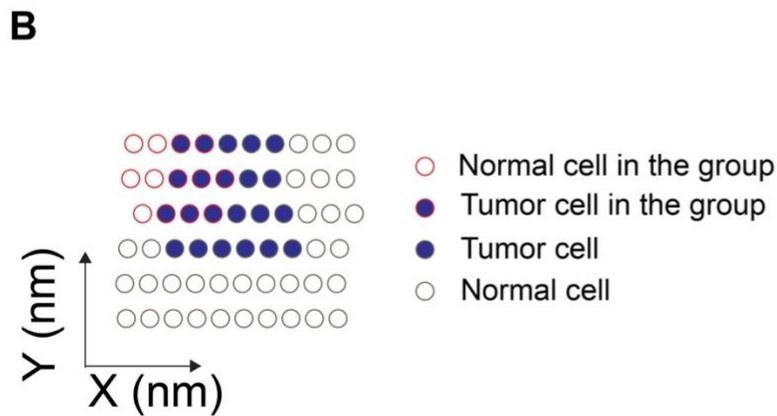 B
Normal cell in the group
Tumor cell in the group
Tumor cell
Normal cell
Y (nm)
X (nm)